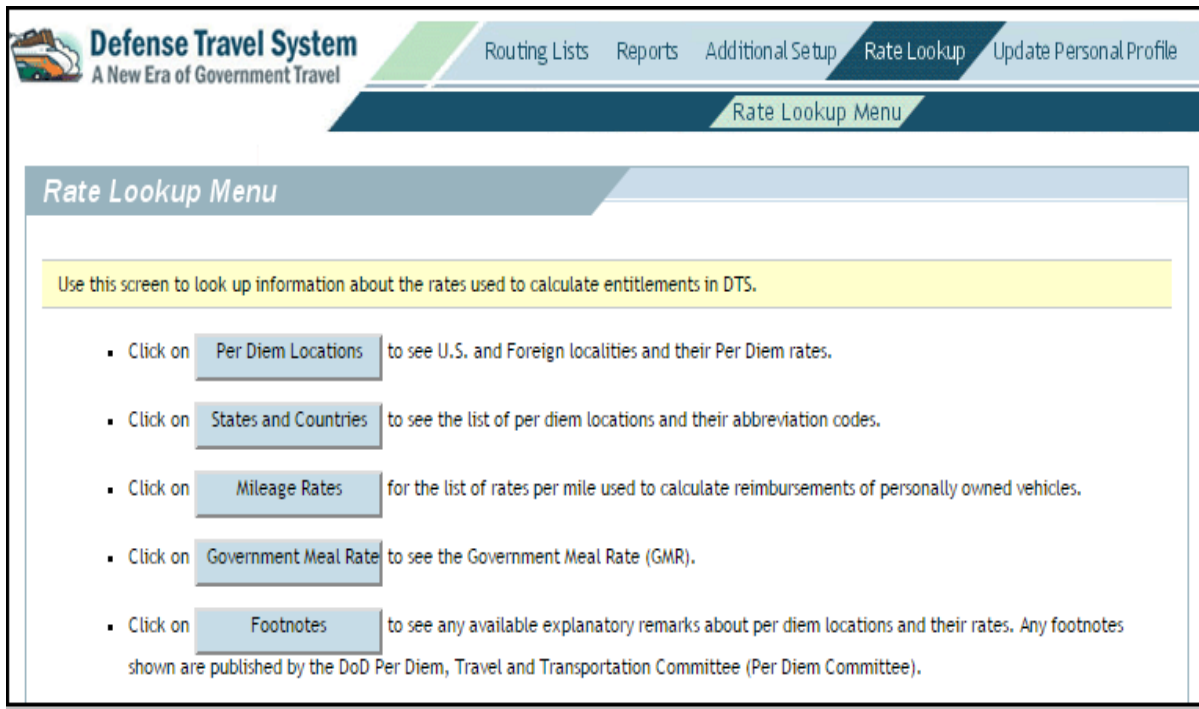 Defense Travel System
A New Era of Government Travel
Routing Lists Reports Additional Setup Rate Lookup Update Personal Profile
Rate Lookup Menu
Rate Lookup Menu
Use this screen to look up information about the rates used to calculate entitlements in DTS.
▪ Click on Per Diem Locations to see U.S. and Foreign localities and their Per Diem rates.
▪ Click on States and Countries to see the list of per diem locations and their abbreviation codes.
▪ Click on Mileage Rates for the list of rates per mile used to calculate reimbursements of personally owned vehicles.
▪ Click on Government Meal Rate to see the Government Meal Rate (GMR).
▪ Click on Footnotes to see any available explanatory remarks about per diem locations and their rates. Any footnotes
shown are published by the DoD Per Diem, Travel and Transportation Committee (Per Diem Committee).